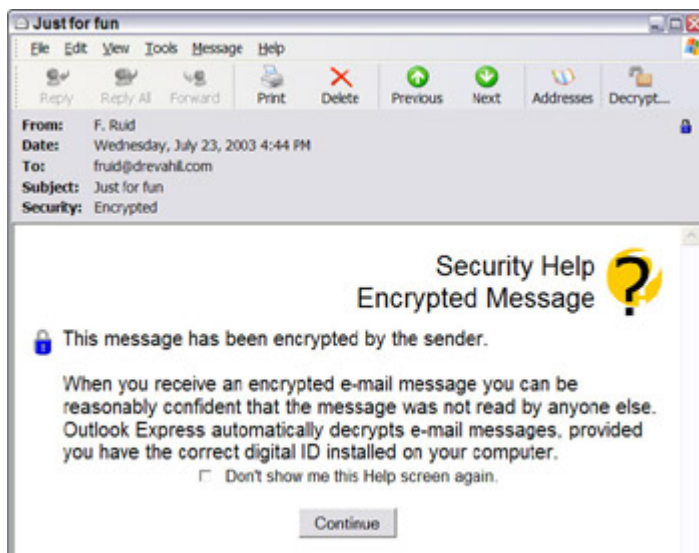 Just for fun
File Edit View Tools Message Help
Reply Reply All Forward Print Delete Previous Next Addresses Decrypt...
From: F. Ruid
Date: Wednesday, July 23, 2003 4:44 PM
To: fruid@drevahil.com
Subject: Just for fun
Security: Encrypted
Security Help
Encrypted Message
?
This message has been encrypted by the sender.
When you receive an encrypted e-mail message you can be
reasonably confident that the message was not read by anyone else.
Outlook Express automatically decrypts e-mail messages, provided
you have the correct digital ID installed on your computer.
Don't show me this Help screen again.
Continue